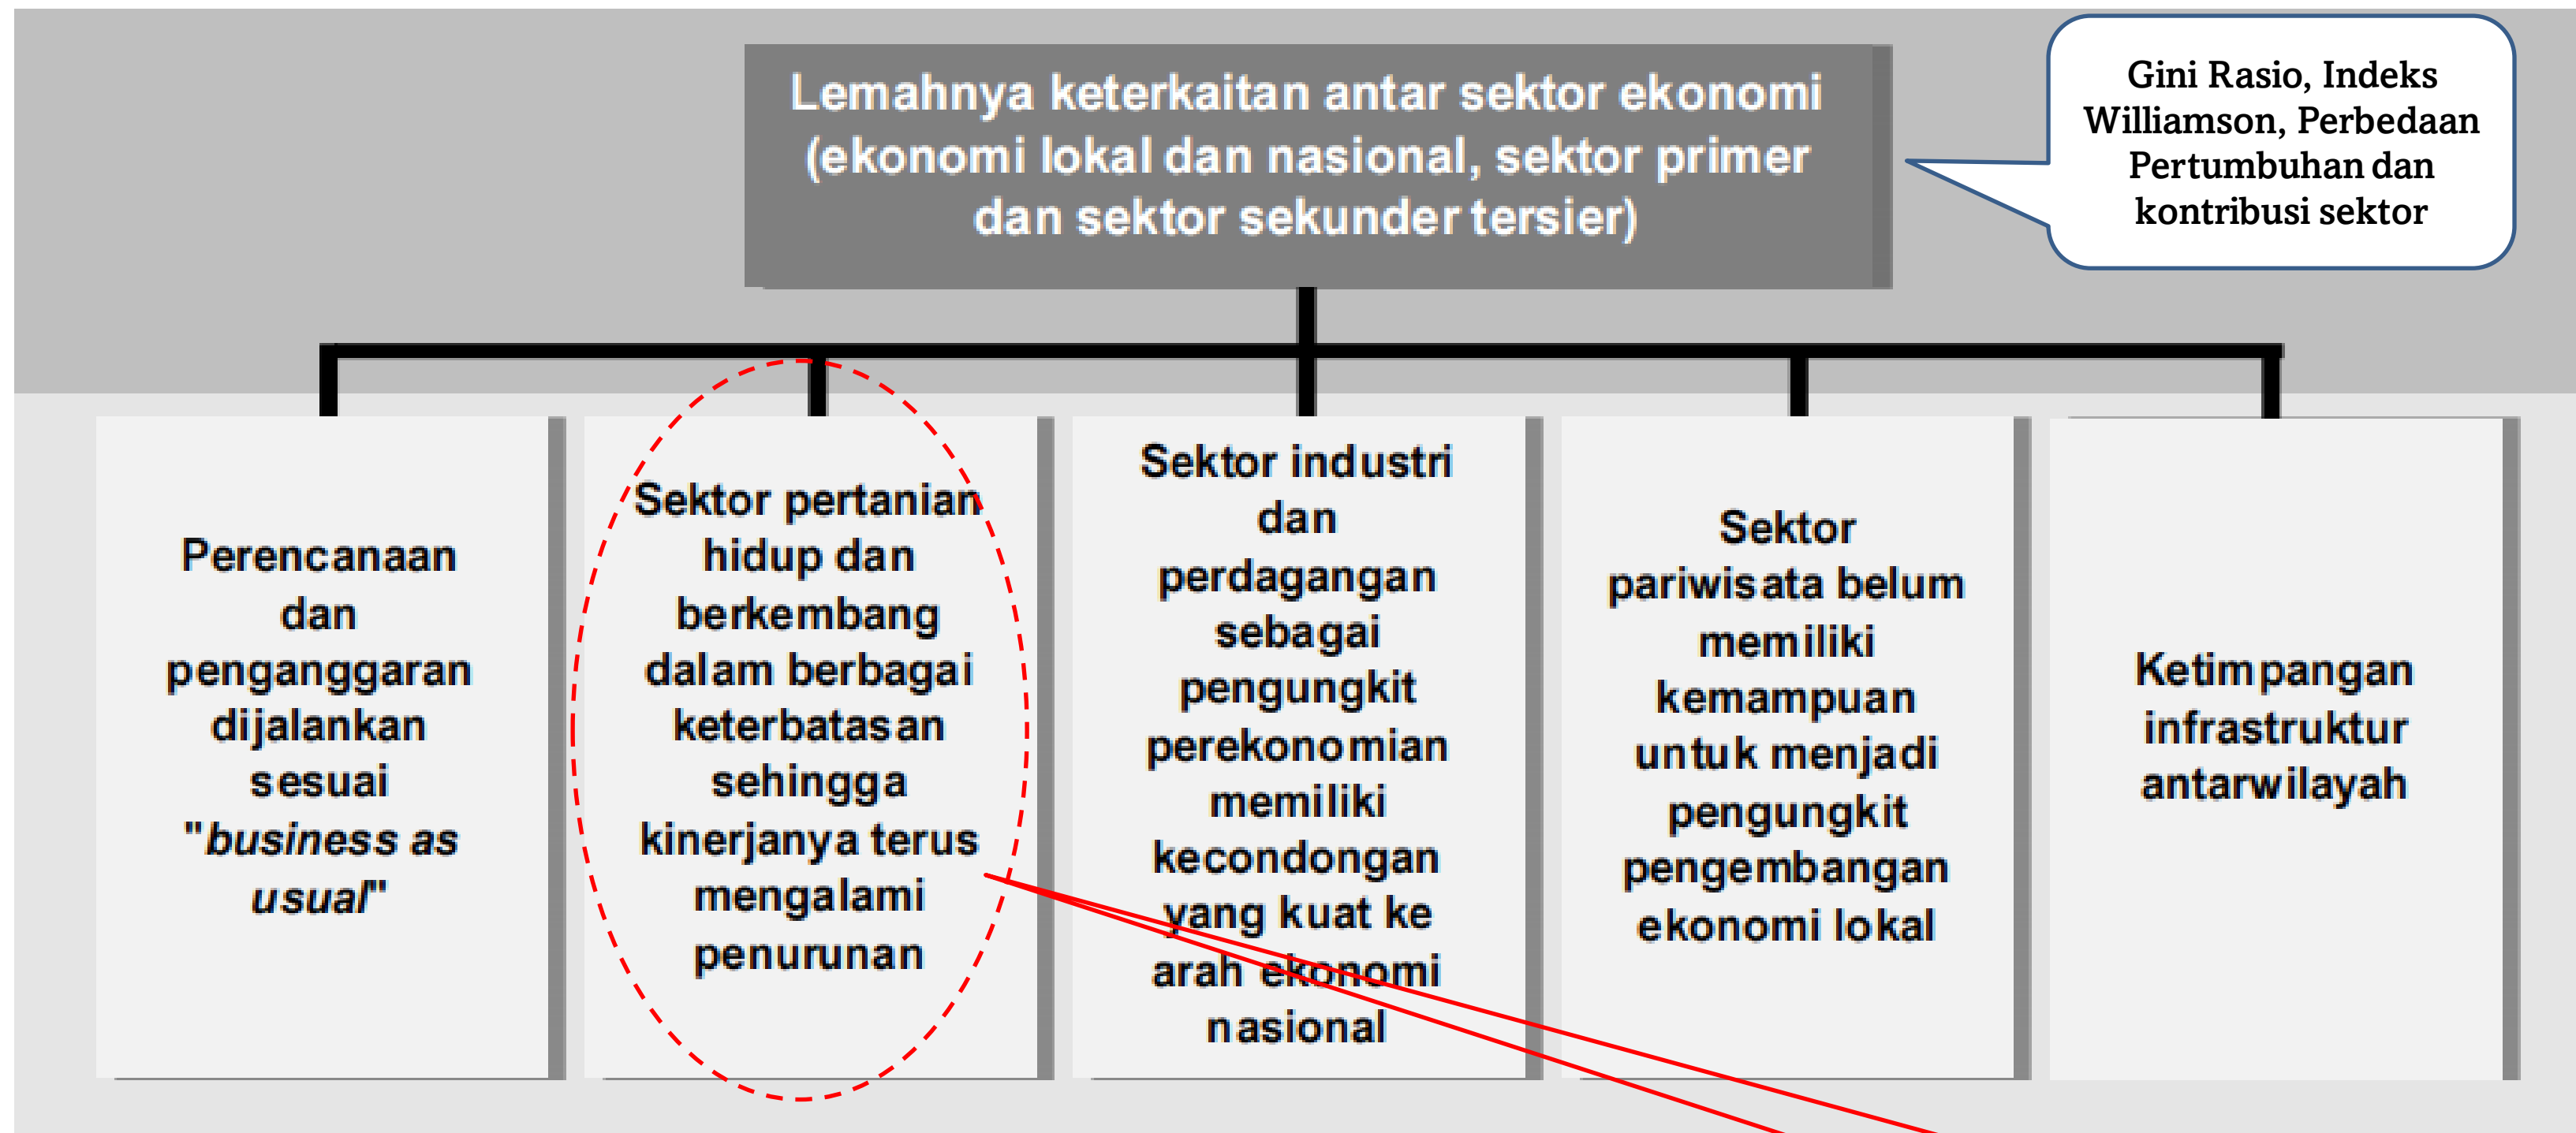 Lemahnya keterkaitan antar sektor ekonomi
(ekonomi lokal dan nasional, sektor primer
dan sektor sekunder tersier)
Gini Rasio, Indeks
Williamson, Perbedaan
Pertumbuhan dan
kontribusi sektor
Perencanaan
dan
penganggaran
dijalankan
sesuai
"business as
usual"
Sektor pertanian
hidup dan
berkembang
dalam berbagai
keterbatasan
sehingga
kinerjanya terus
mengalami
penurunan
Sektor industri
dan
perdagangan
sebagai
pengungkit
perekonomian
memiliki
kecondongan
yang kuat ke
arah ekonomi
nasional
Sektor
pariwisata belum
memiliki
kemampuan
untuk menjadi
pengungkit
pengembangan
ekonomi lokal
Ketimpangan
infrastruktur
antarwilayah